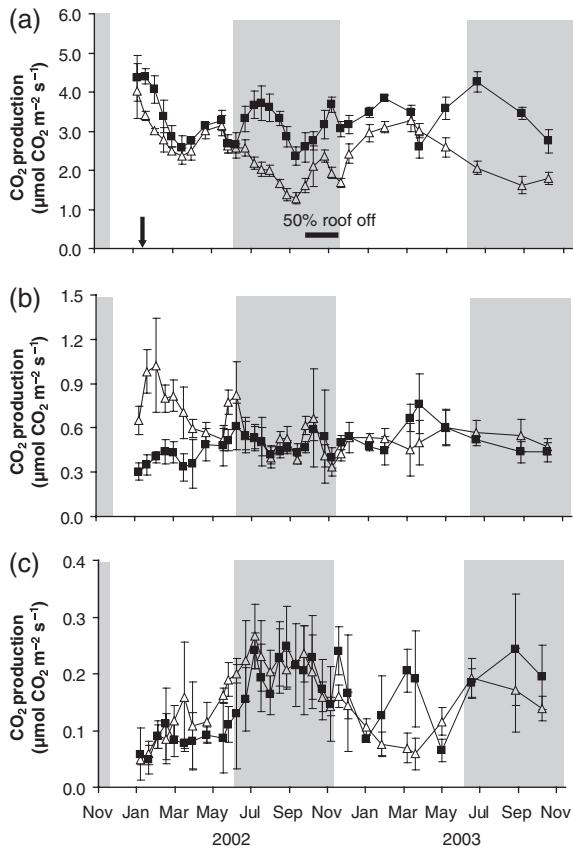 (a)
6.0
5.0
4.0
3.0
2.0
1.0
0.0
CO₂ production
(μmol CO₂ m⁻² s⁻¹)
50% roof off
(b)
1.5
1.2
0.9
0.6
0.3
0.0
CO₂ production
(μmol CO₂ m⁻² s⁻¹)
(c)
0.4
0.3
0.2
0.1
0.0
CO₂ production
(μmol CO₂ m⁻² s⁻¹)
Nov Jan Mar May Jul Sep Nov Jan Mar May Jul Sep Nov
2002 2003